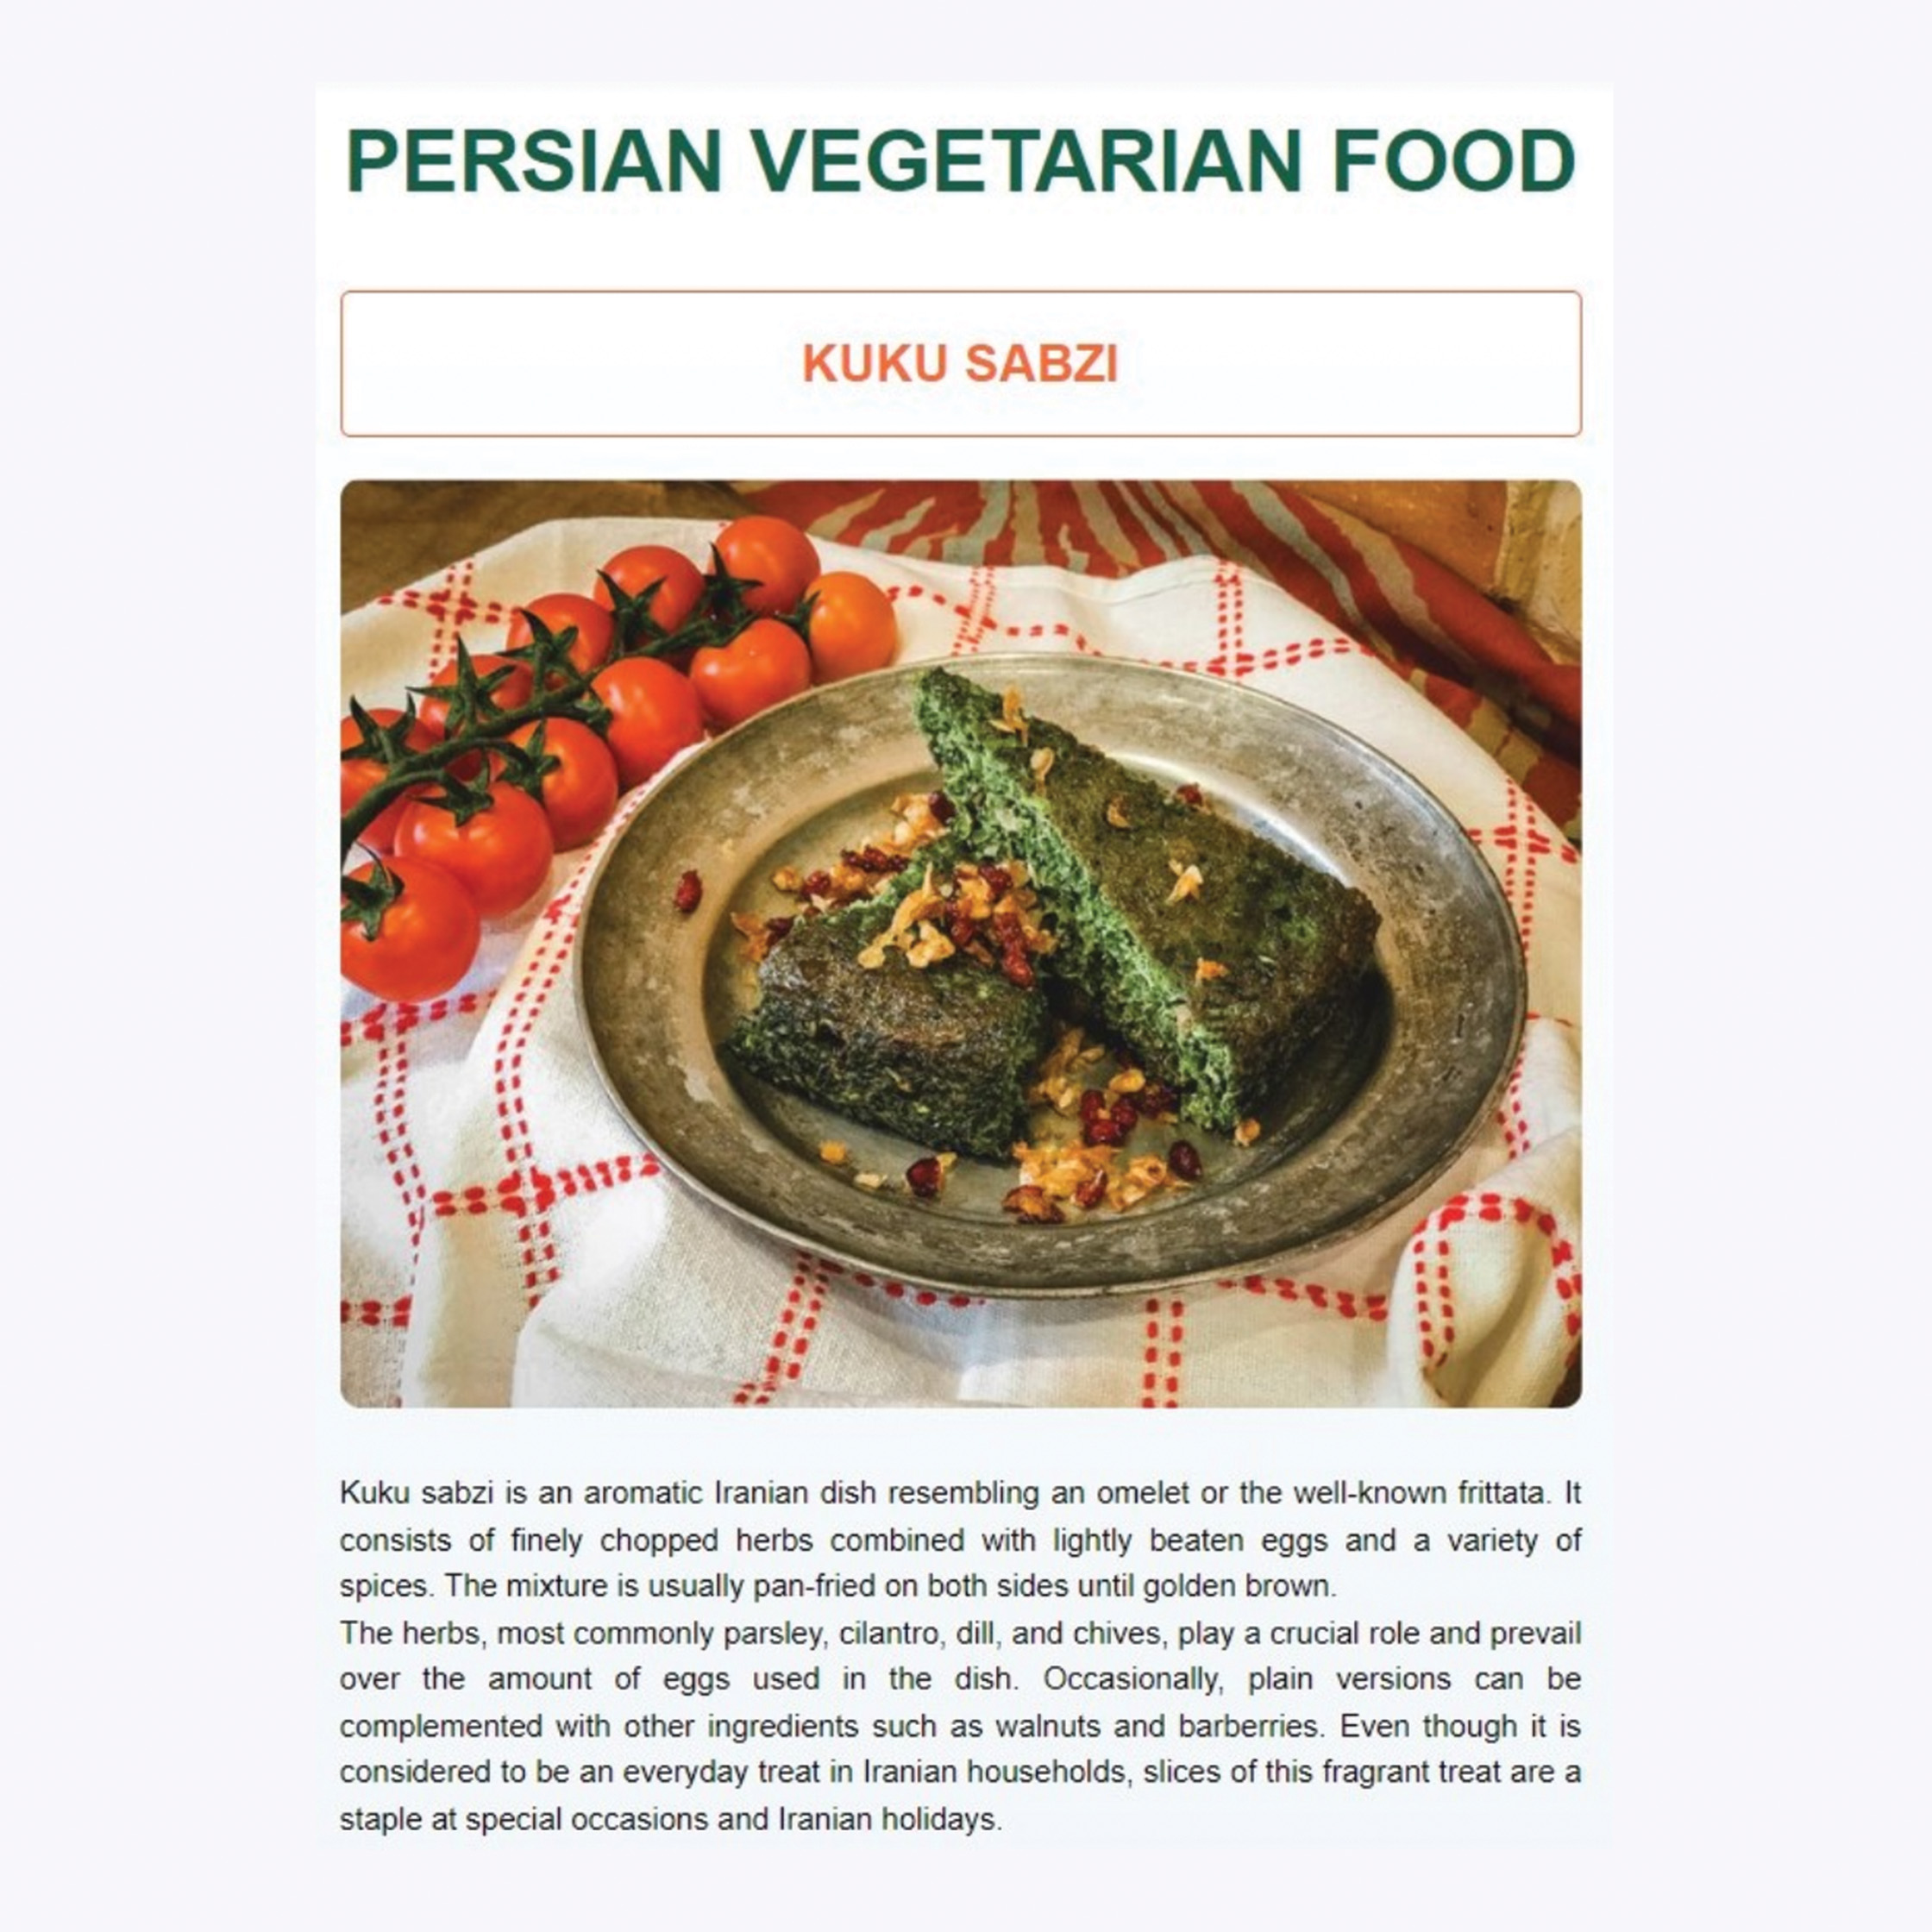 PERSIAN VEGETARIAN FOOD
KUKU SABZI
Kuku sabzi is an aromatic Iranian dish resembling an omelet or the well-known frittata. It
consists of finely chopped herbs combined with lightly beaten eggs and a variety of
spices. The mixture is usually pan-fried on both sides until golden brown.
The herbs, most commonly parsley, cilantro, dill, and chives, play a crucial role and prevail
over the amount of eggs used in the dish. Occasionally, plain versions can be
complemented with other ingredients such as walnuts and barberries. Even though it is
considered to be an everyday treat in Iranian households, slices of this fragrant treat are a
staple at special occasions and Iranian holidays.